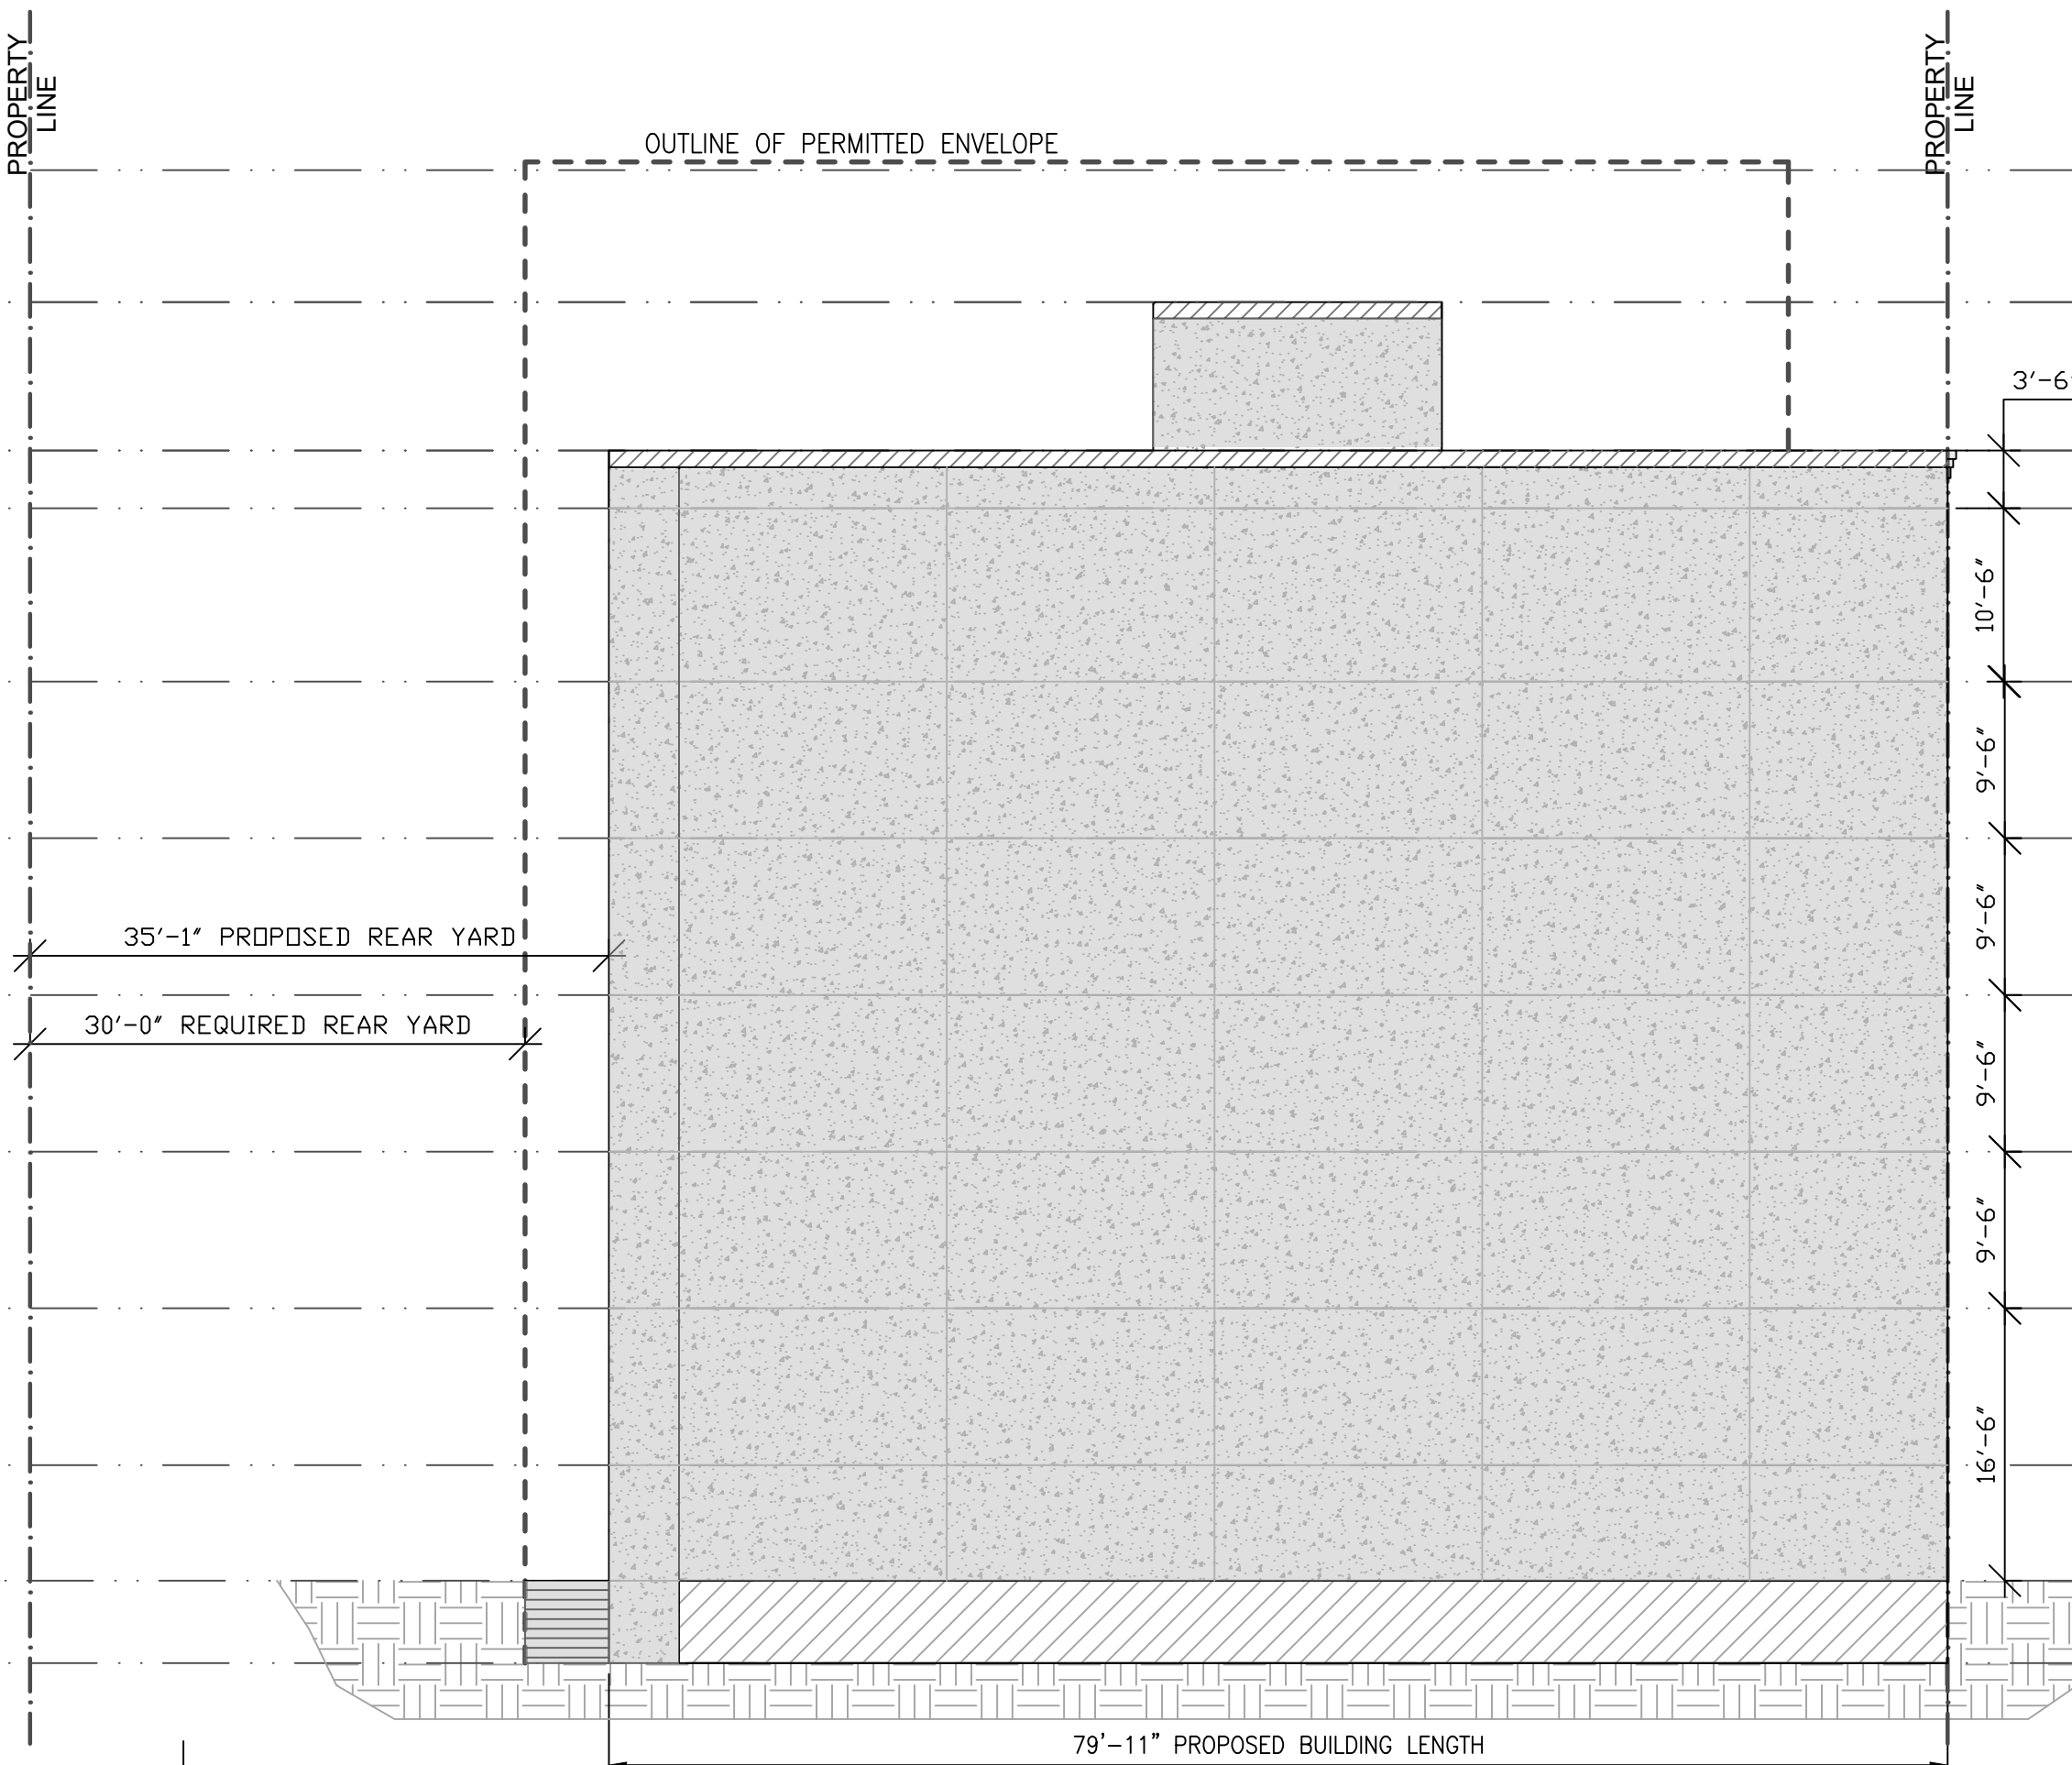 PROPERTY
LINE
PROPERTY
LINE
OUTLINE OF PERMITTED ENVELOPE
3'-6"
10'-6"
9'-6"
9'-6"
35'-1" PROPOSED REAR YARD
30'-0" REQUIRED REAR YARD
9'-6"
9'-6"
16'-6"
79'-11" PROPOSED BUILDING LENGTH